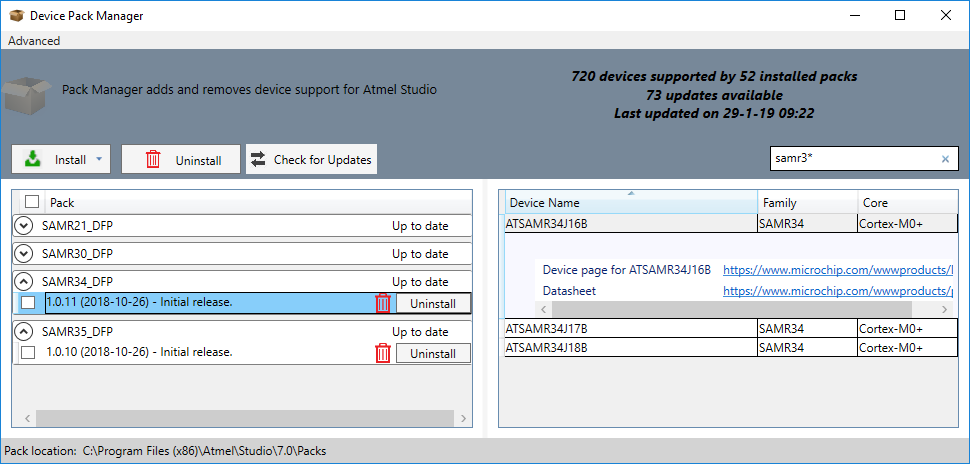 Device Pack Manager
Advanced
Pack Manager adds and removes device support for Atmel Studio
720 devices supported by 52 installed packs
73 updates available
Last updated on 29-1-19 09:22
Install Uninstall Check for Updates samr3*
Pack
SAMR21_DFP Up to date
SAMR30_DFP Up to date
SAMR34_DFP Up to date
1.0.11 (2018-10-26) - Initial release. Uninstall
SAMR35_DFP Up to date
1.0.10 (2018-10-26) - Initial release. Uninstall
Device Name Family Core
ATSAMR34J16B SAMR34 Cortex-M0+
Device page for ATSAMR34J16B https://www.microchip.com/wwwproducts/
Datasheet https://www.microchip.com/wwwproducts/
ATSAMR34J17B SAMR34 Cortex-M0+
ATSAMR34J18B SAMR34 Cortex-M0+
Pack location: C:\Program Files (x86)\Atmel\Studio\7.0\Packs